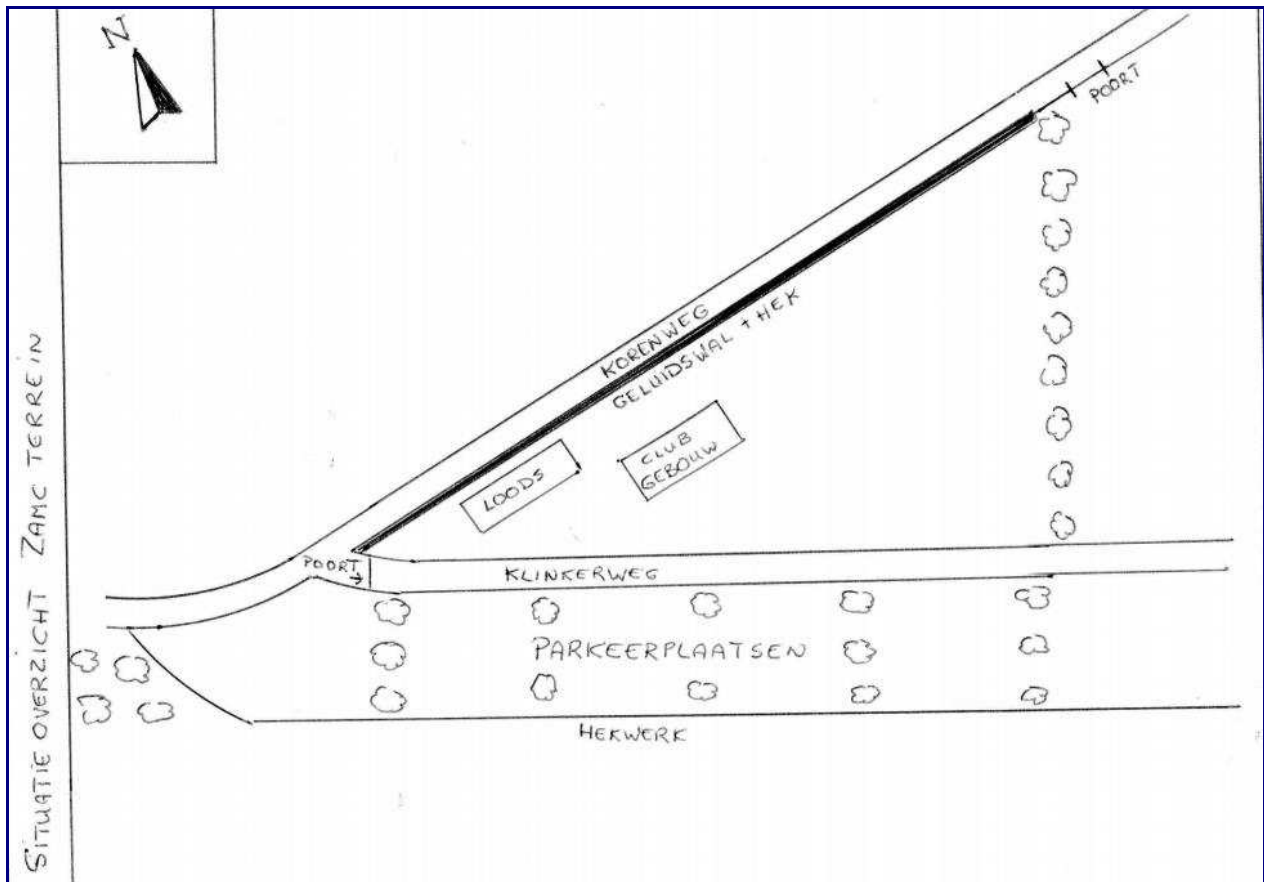 N
POORT
KORENWEG
GELUIDSWAL + HEK
CLUB
GEBOUW
LOODS
POORT
KLINKERWEG
PARKEERPLAATSEN
HEKWERK
SITUATIE OVERZICHT ZAMC TERREIN